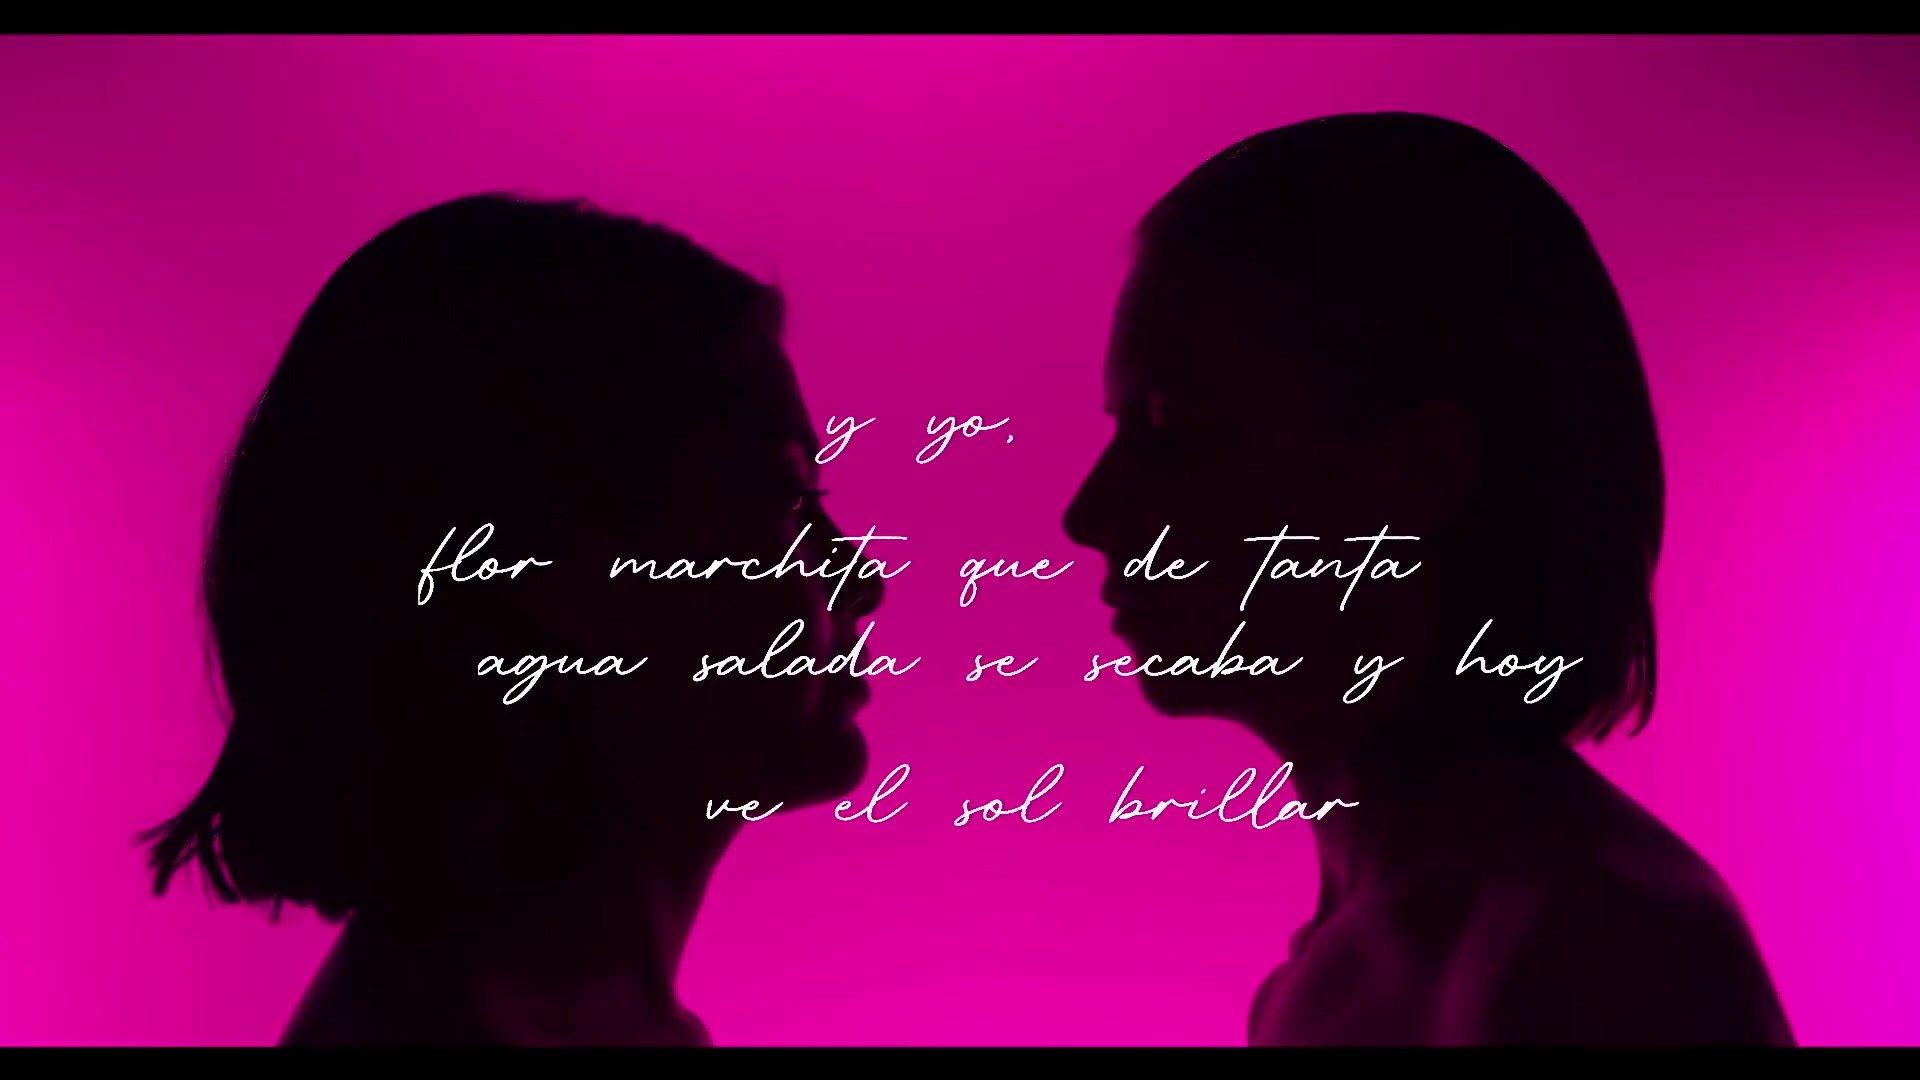 y yo,
flor marchita que de tanta
agua salada se secaba y hoy
ve el sol brillar